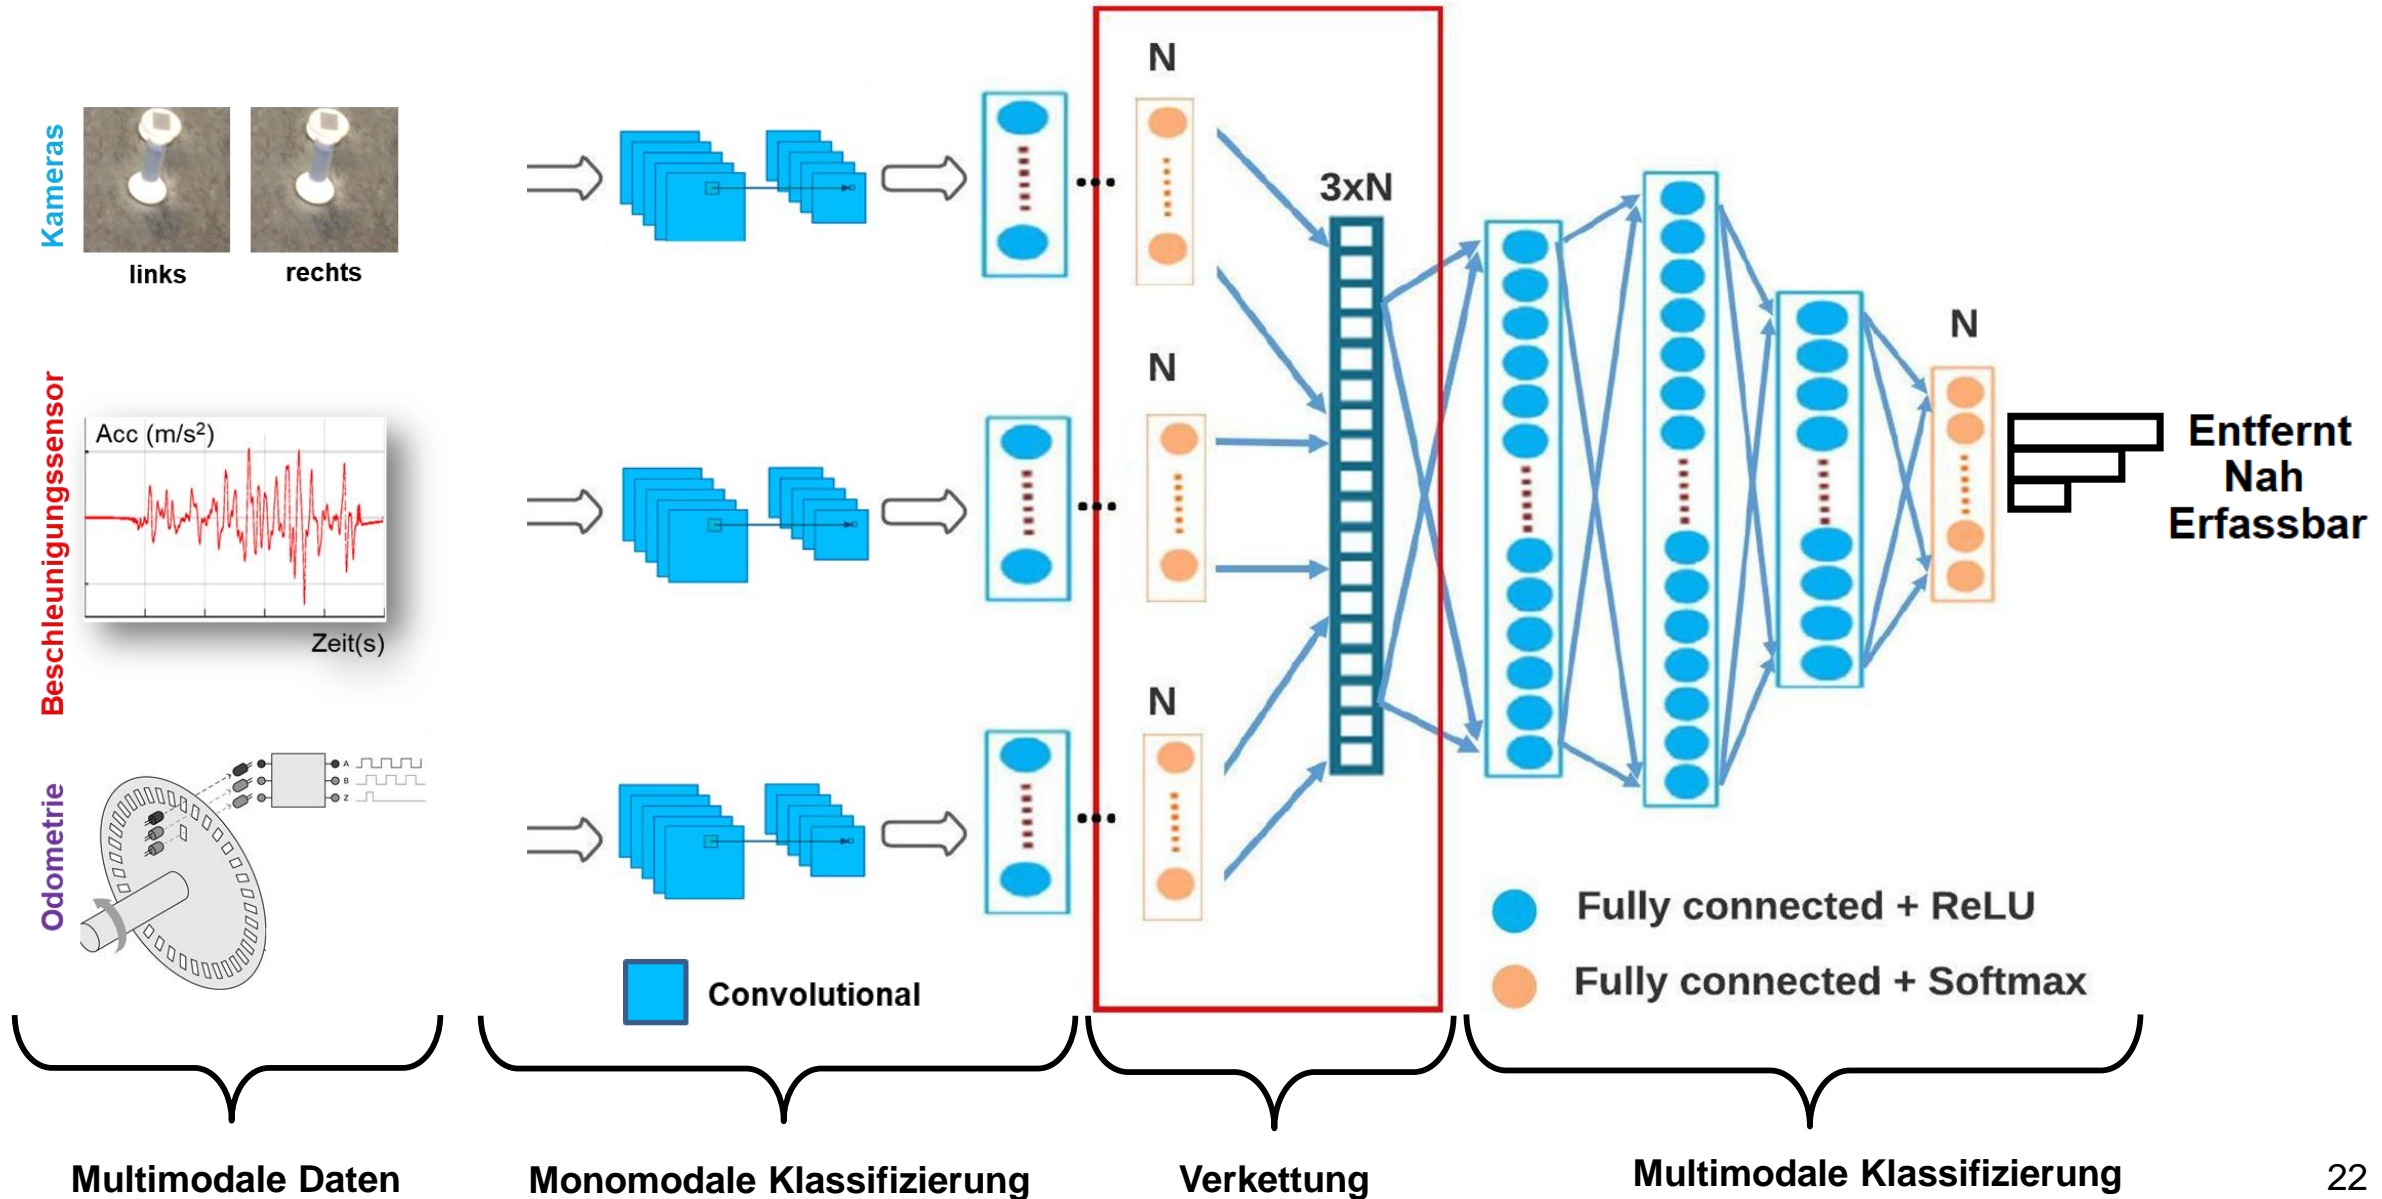 Kameras
links
rechts
Beschleunigungssensor
Acc (m/s²)
Zeit(s)
Odometrie
A
B
Z
Convolutional
N
N
N
3xN
N
Entfernt
Nah
Erfassbar
Fully connected + ReLU
Fully connected + Softmax
Multimodale Daten
Monomodale Klassifizierung
Verkettung
Multimodale Klassifizierung
22